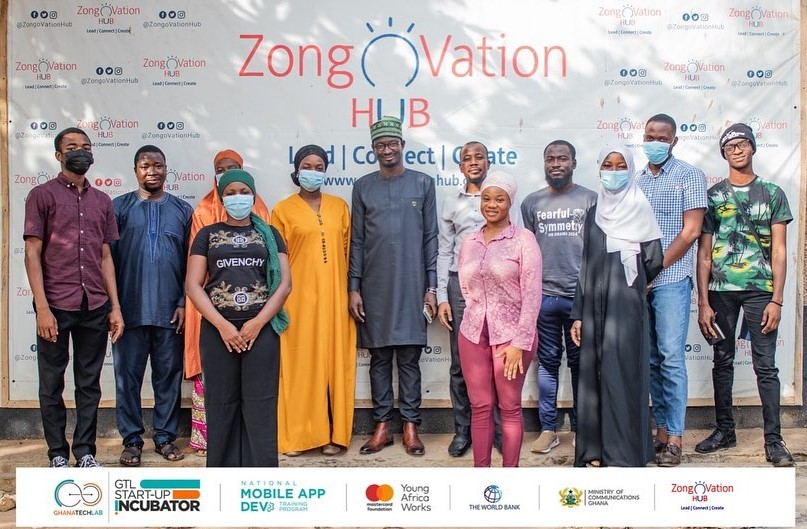 ZongoVation
HUB
Lead | Connect | Create
@ZongoVationHub
GIVENCHY
Fearful
Symmetry
GHANATECHLAB
GTL
START-UP
INCUBATOR
NATIONAL
MOBILE APP
DEV
TRAINING
PROGRAM
mastercard
foundation
Young
Africa
Works
THE WORLD BANK
MINISTRY OF
COMMUNICATIONS
GHANA
ZongoVation
HUB
Lead | Connect | Create